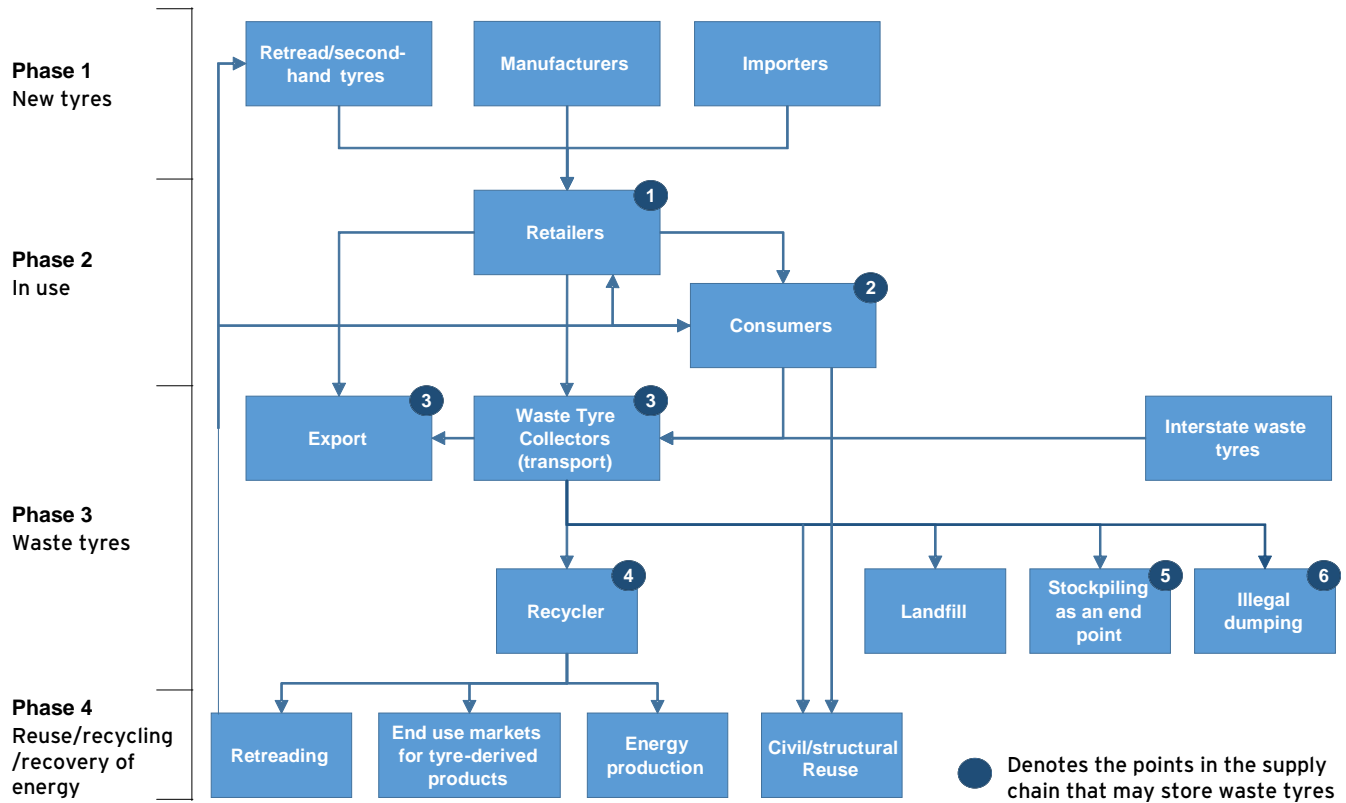 Phase 1
New tyres
Retread/second-
hand tyres
Manufacturers
Importers
Phase 2
In use
1
Retailers
2
Consumers
Phase 3
Waste tyres
3
Export
3
Waste Tyre
Collectors
(transport)
Interstate waste
tyres
4
Recycler
Landfill
5
Stockpiling
as an end
point
6
Illegal
dumping
Phase 4
Reuse/recycling
/recovery of
energy
Retreading
End use markets
for tyre-derived
products
Energy
production
Civil/structural
Reuse
Denotes the points in the supply
chain that may store waste tyres